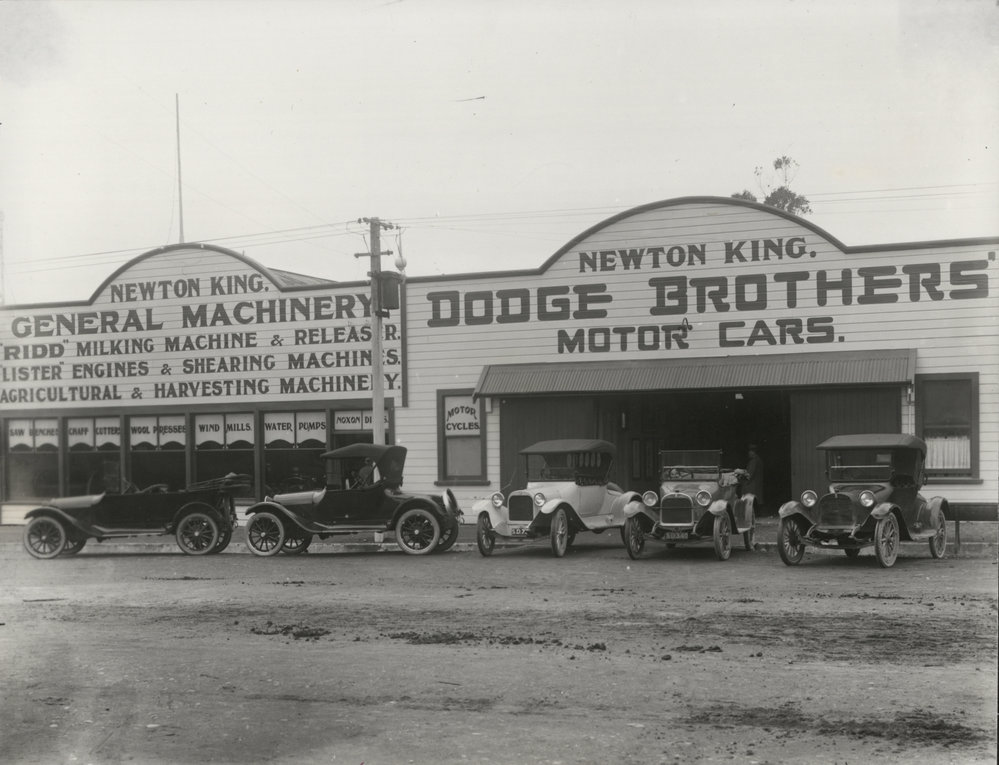 NEWTON KING.
GENERAL MACHINERY
"RIDD" MILKING MACHINE & RELEASER.
"LISTER" ENGINES & SHEARING MACHINES.
AGRICULTURAL & HARVESTING MACHINERY.
SAW BENCHES
CHAFF CUTTERS
WOOL PRESSES
WIND MILLS
WATER PUMPS
NEWTON KING.
DODGE BROTHERS'
MOTOR CARS.
MOTOR
CYCLES.